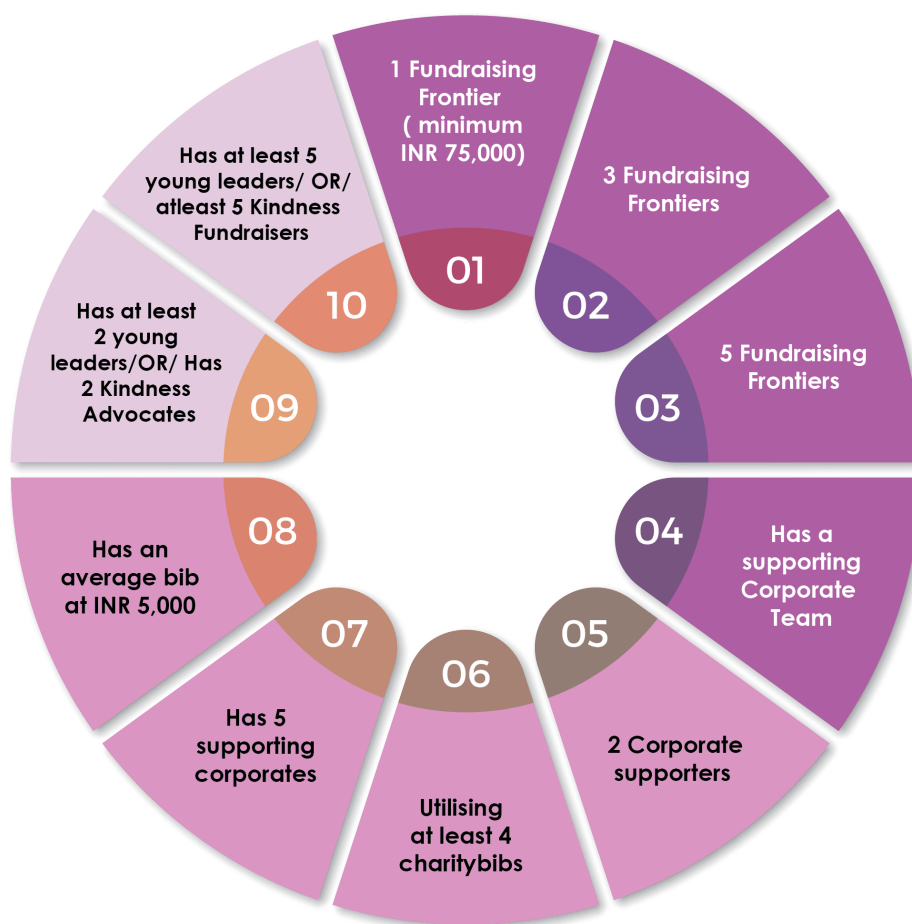 1 Fundraising
Frontier
( minimum
INR 75,000)
01
3 Fundraising
Frontiers
02
5 Fundraising
Frontiers
03
Has a
supporting
Corporate
Team
04
2 Corporate
supporters
05
Utilising
at least 4
charitybibs
06
Has 5
supporting
corporates
07
Has an
average bib
at INR 5,000
08
Has at least
2 young
leaders/OR/ Has
2 Kindness
Advocates
09
Has at least 5
young leaders/ OR/
atleast 5 Kindness
Fundraisers
10